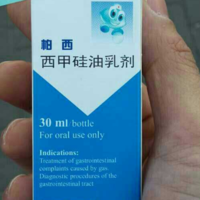 帕西
西甲硅油乳剂
30 ml bottle
For oral use only
Indications:
Treatment of gastrointestinal
complaints caused by gas
Diagnostic procedures of the
gastrointestinal tract